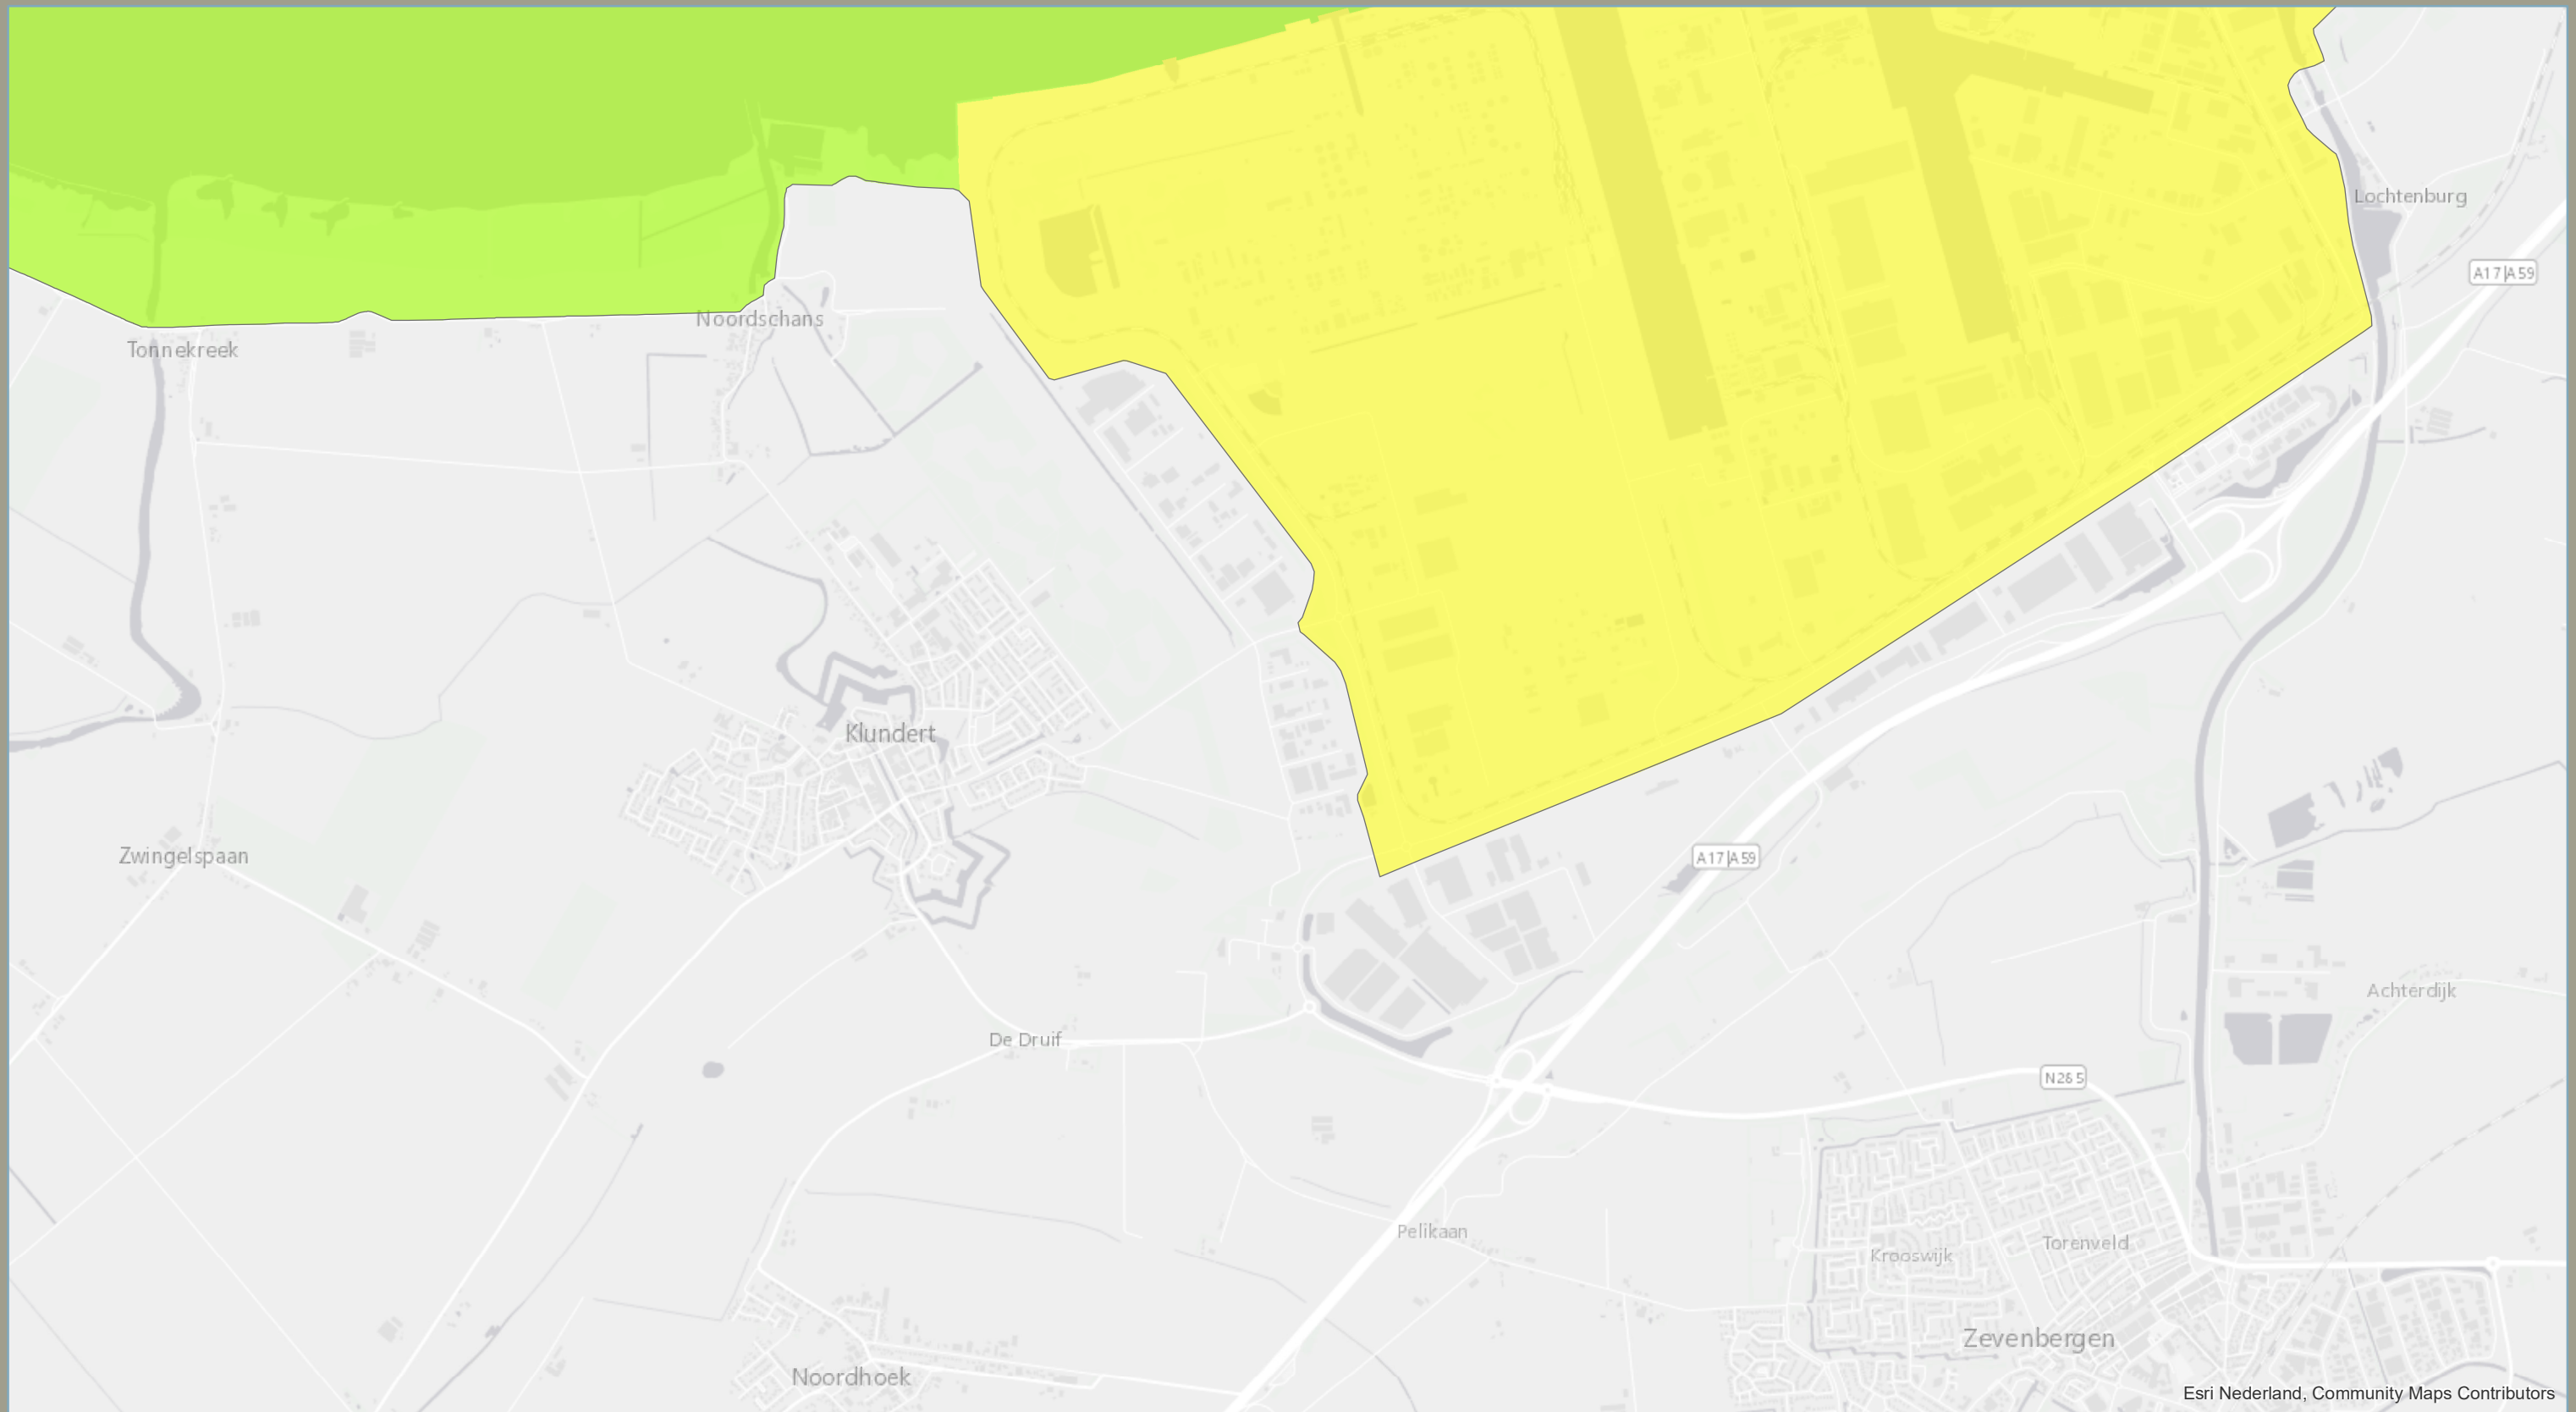 Lochtenburg
A17|A59
Noordschans
Tonnekreek
Klundert
Zwingelspaan
A17|A59
Achterdijk
De Druif
N285
Pelikaan
Torenveld
Krooswijk
Zevenbergen
Noordhoek
Esri Nederland, Community Maps Contributors